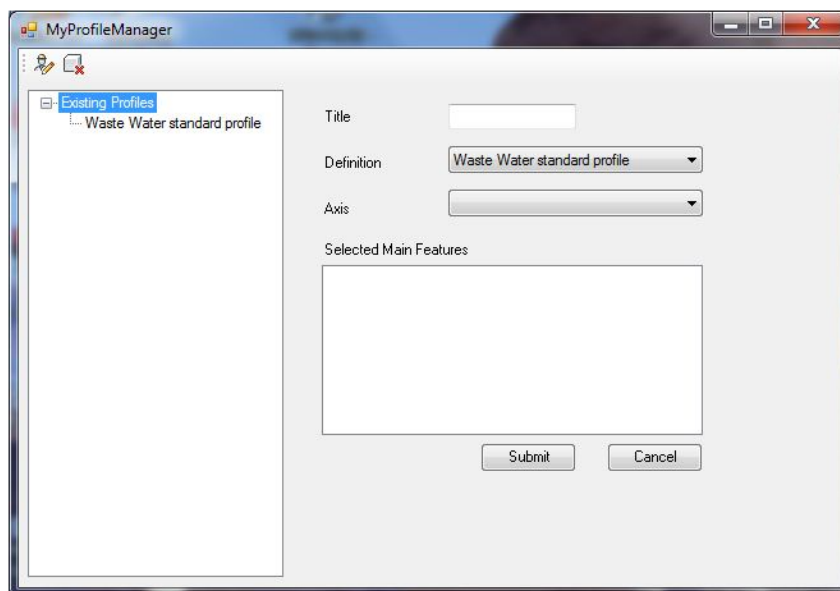 MyProfileManager
Existing Profiles
Waste Water standard profile
Title
Definition
Waste Water standard profile
Axis
Selected Main Features
Submit
Cancel